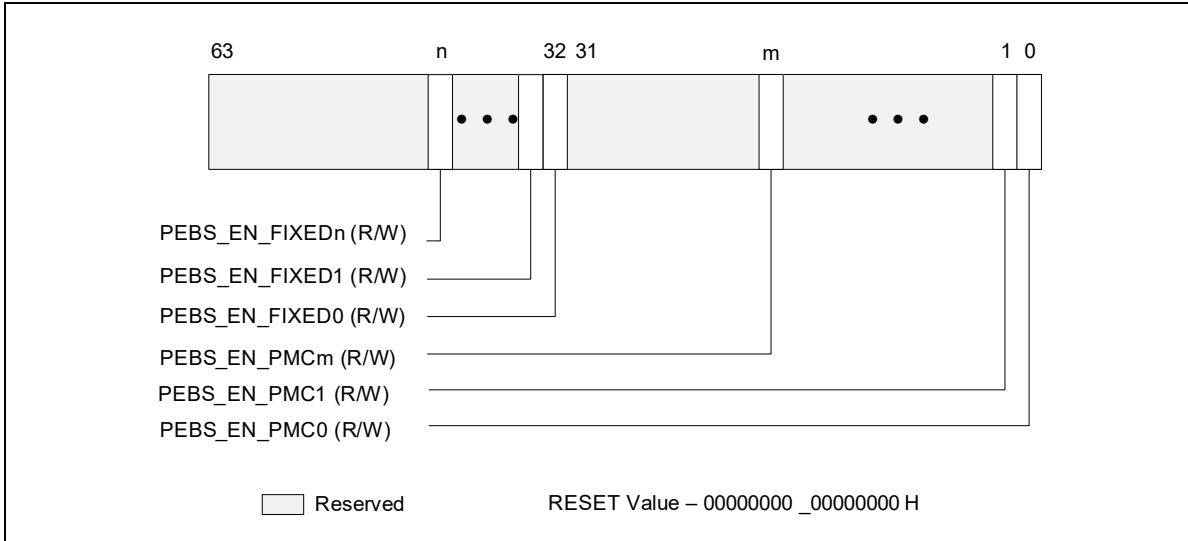 63 n 32 31 m 1 0
• • • • • •
PEBS_EN_FIXEDn (R/W)
PEBS_EN_FIXED1 (R/W)
PEBS_EN_FIXED0 (R/W)
PEBS_EN_PMCm (R/W)
PEBS_EN_PMC1 (R/W)
PEBS_EN_PMC0 (R/W)
Reserved RESET Value – 00000000 _00000000 H